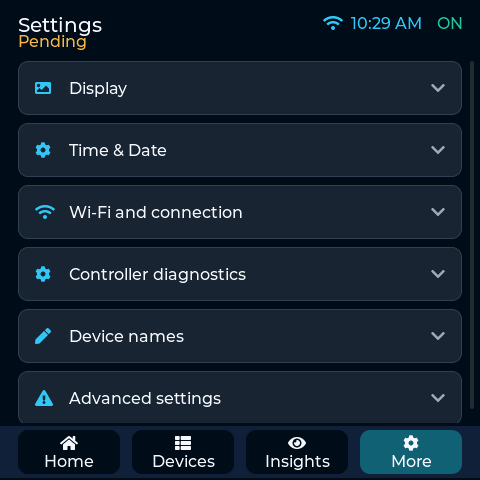 Settings
10:29 AM ON
Pending
Display
Time & Date
Wi-Fi and connection
Controller diagnostics
Device names
Advanced settings
Home Devices Insights More